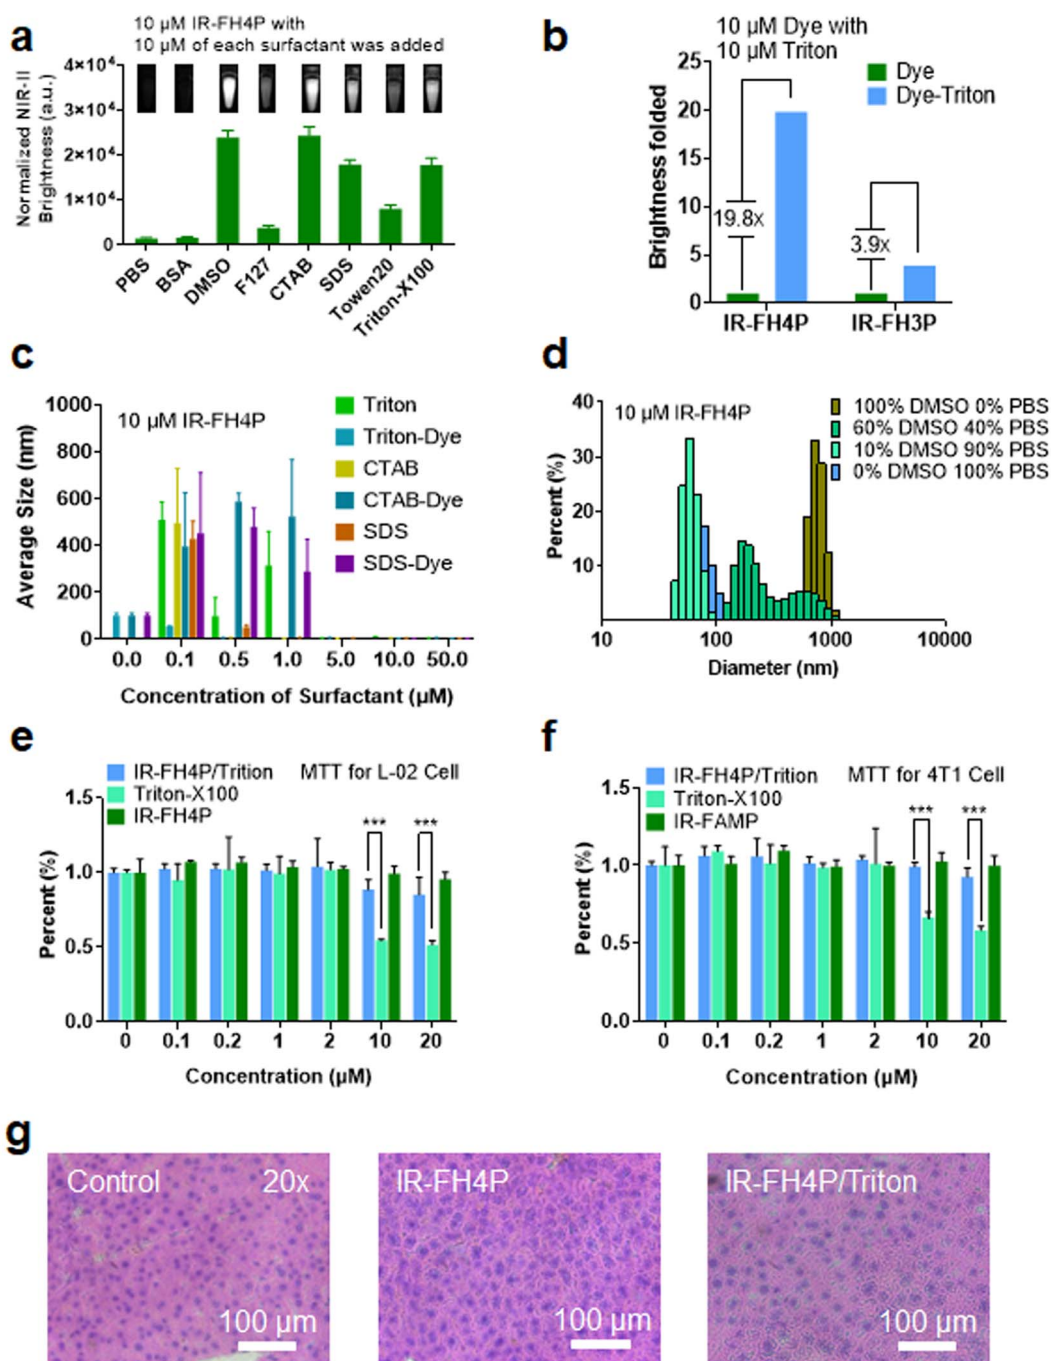 a
10 µM IR-FH4P with
10 µM of each surfactant was added
Normalized NIR-II
Brightness (a.u.)
4×10⁴
3×10⁴
2×10⁴
1×10⁴
0
PBS
BSA
DMSO
F127
CTAB
SDS
Towen20
Triton-X100
b
10 µM Dye with
10 µM Triton
Dye
Dye-Triton
Brightness folded
25
20
15
10
5
0
19.8x
3.9x
IR-FH4P
IR-FH3P
c
10 µM IR-FH4P
Triton
Triton-Dye
CTAB
CTAB-Dye
SDS
SDS-Dye
Average Size (nm)
1000
800
600
400
200
0
0.0 0.1 0.5 1.0 5.0 10.0 50.0
Concentration of Surfactant (µM)
d
10 µM IR-FH4P
100% DMSO 0% PBS
60% DMSO 40% PBS
10% DMSO 90% PBS
0% DMSO 100% PBS
Percent (%)
40
30
20
10
10 100 1000 10000
Diameter (nm)
e
IR-FH4P/Trition
Triton-X100
IR-FH4P
MTT for L-02 Cell
Percent (%)
1.5
1.0
0.5
0.0
*** ***
0 0.1 0.2 1 2 10 20
Concentration (µM)
f
IR-FH4P/Trition
Triton-X100
IR-FAMP
MTT for 4T1 Cell
Percent (%)
1.5
1.0
0.5
0.0
*** ***
0 0.1 0.2 1 2 10 20
Concentration (µM)
g
Control 20x
100 µm
IR-FH4P
100 µm
IR-FH4P/Triton
100 µm